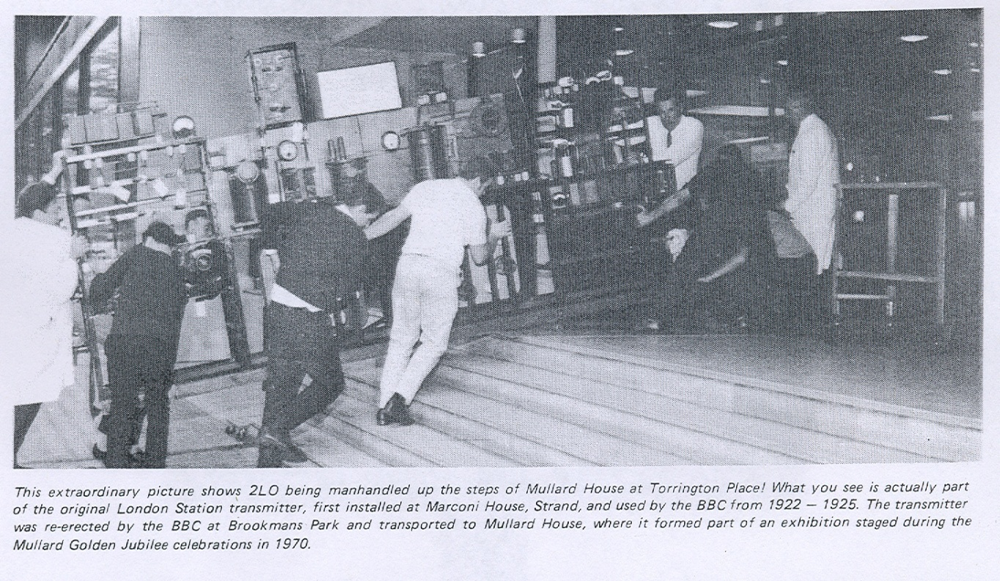 This extraordinary picture shows 2LO being manhandled up the steps of Mullard House at Torrington Place! What you see is actually part
of the original London Station transmitter, first installed at Marconi House, Strand, and used by the BBC from 1922 – 1925. The transmitter
was re-erected by the BBC at Brookmans Park and transported to Mullard House, where it formed part of an exhibition staged during the
Mullard Golden Jubilee celebrations in 1970.